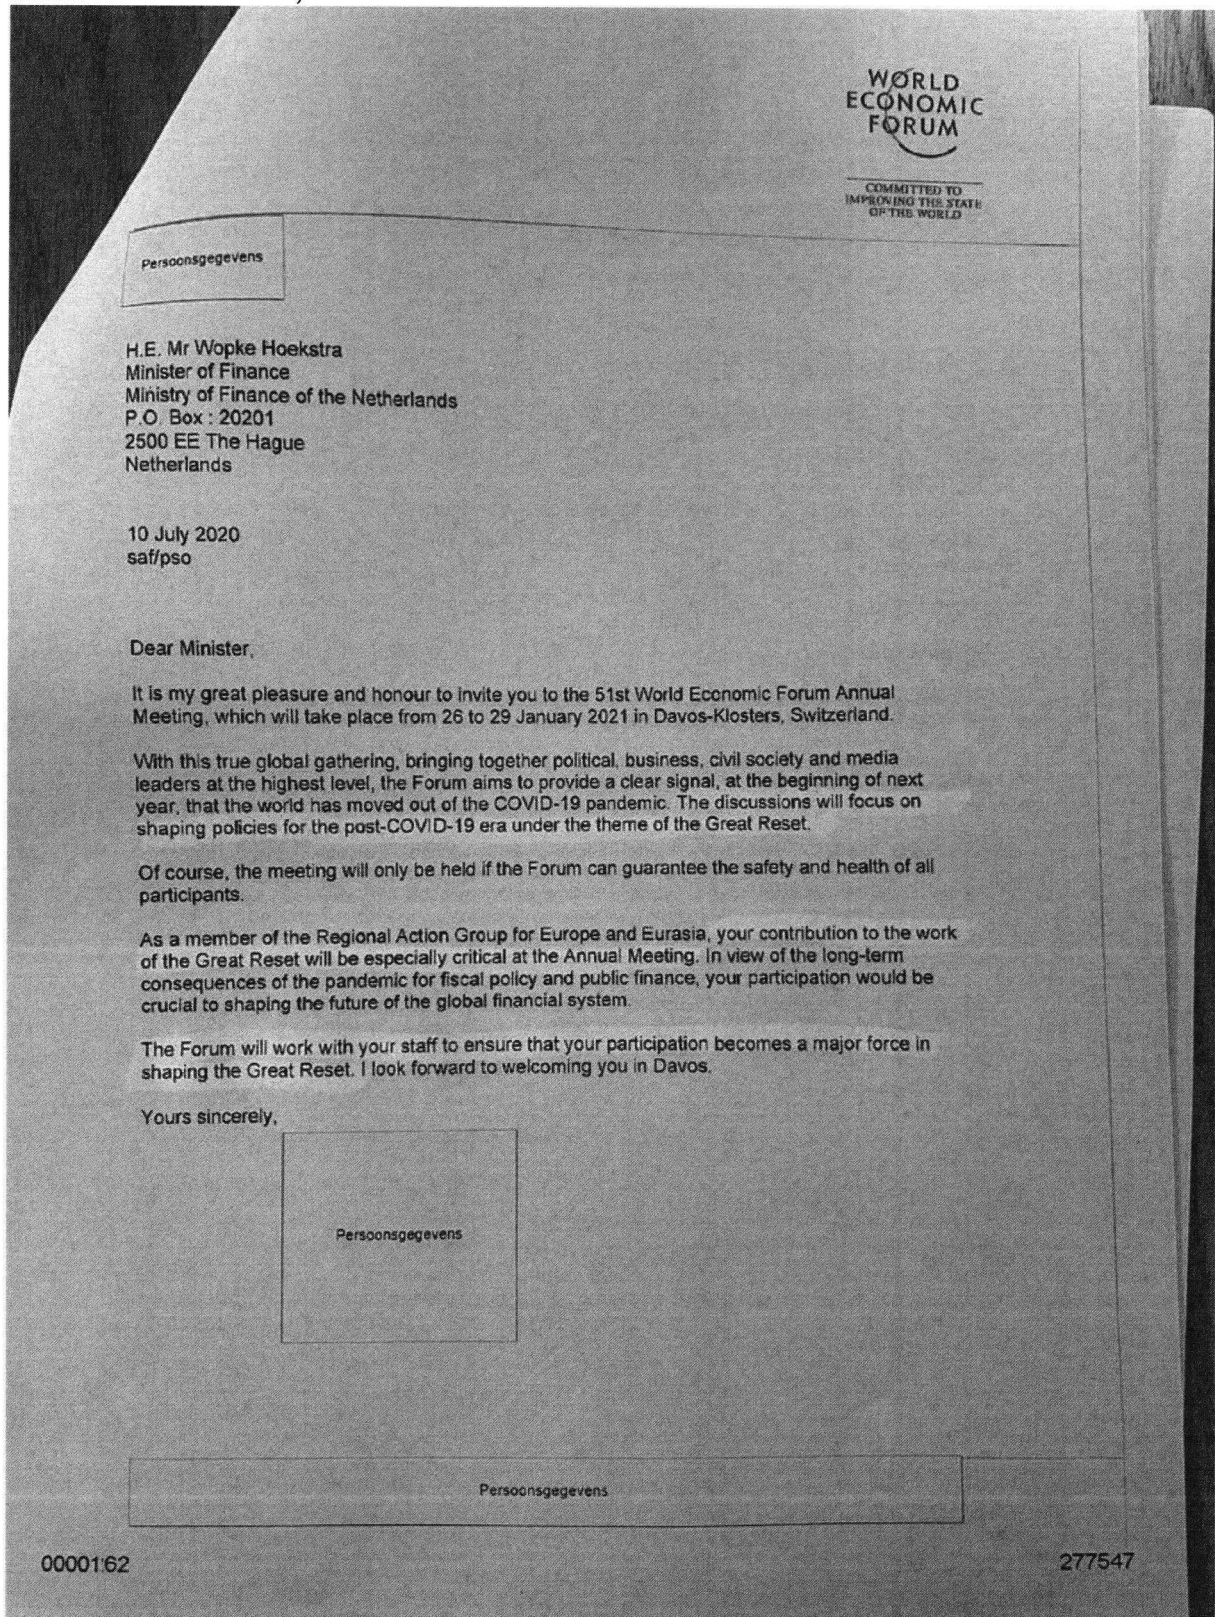 WORLD
ECONOMIC
FORUM
COMMITTED TO
IMPROVING THE STATE
OF THE WORLD
Persoonsgegevens
H.E. Mr Wopke Hoekstra
Minister of Finance
Ministry of Finance of the Netherlands
P.O. Box : 20201
2500 EE The Hague
Netherlands
10 July 2020
saf/pso
Dear Minister,
It is my great pleasure and honour to invite you to the 51st World Economic Forum Annual
Meeting, which will take place from 26 to 29 January 2021 in Davos-Klosters, Switzerland.
With this true global gathering, bringing together political, business, civil society and media
leaders at the highest level, the Forum aims to provide a clear signal, at the beginning of next
year, that the world has moved out of the COVID-19 pandemic. The discussions will focus on
shaping policies for the post-COVID-19 era under the theme of the Great Reset.
Of course, the meeting will only be held if the Forum can guarantee the safety and health of all
participants.
As a member of the Regional Action Group for Europe and Eurasia, your contribution to the work
of the Great Reset will be especially critical at the Annual Meeting. In view of the long-term
consequences of the pandemic for fiscal policy and public finance, your participation would be
crucial to shaping the future of the global financial system.
The Forum will work with your staff to ensure that your participation becomes a major force in
shaping the Great Reset. I look forward to welcoming you in Davos.
Yours sincerely,
Persoonsgegevens
Persoonsgegevens
0000162
277547